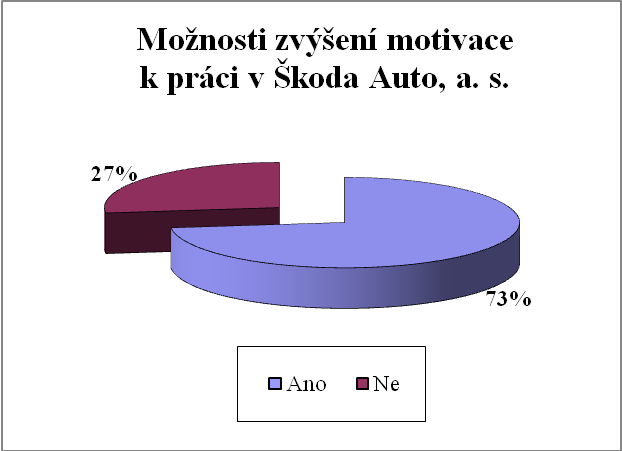 Možnosti zvýšení motivace
k práci v Škoda Auto, a. s.
27%
73%
Ano Ne